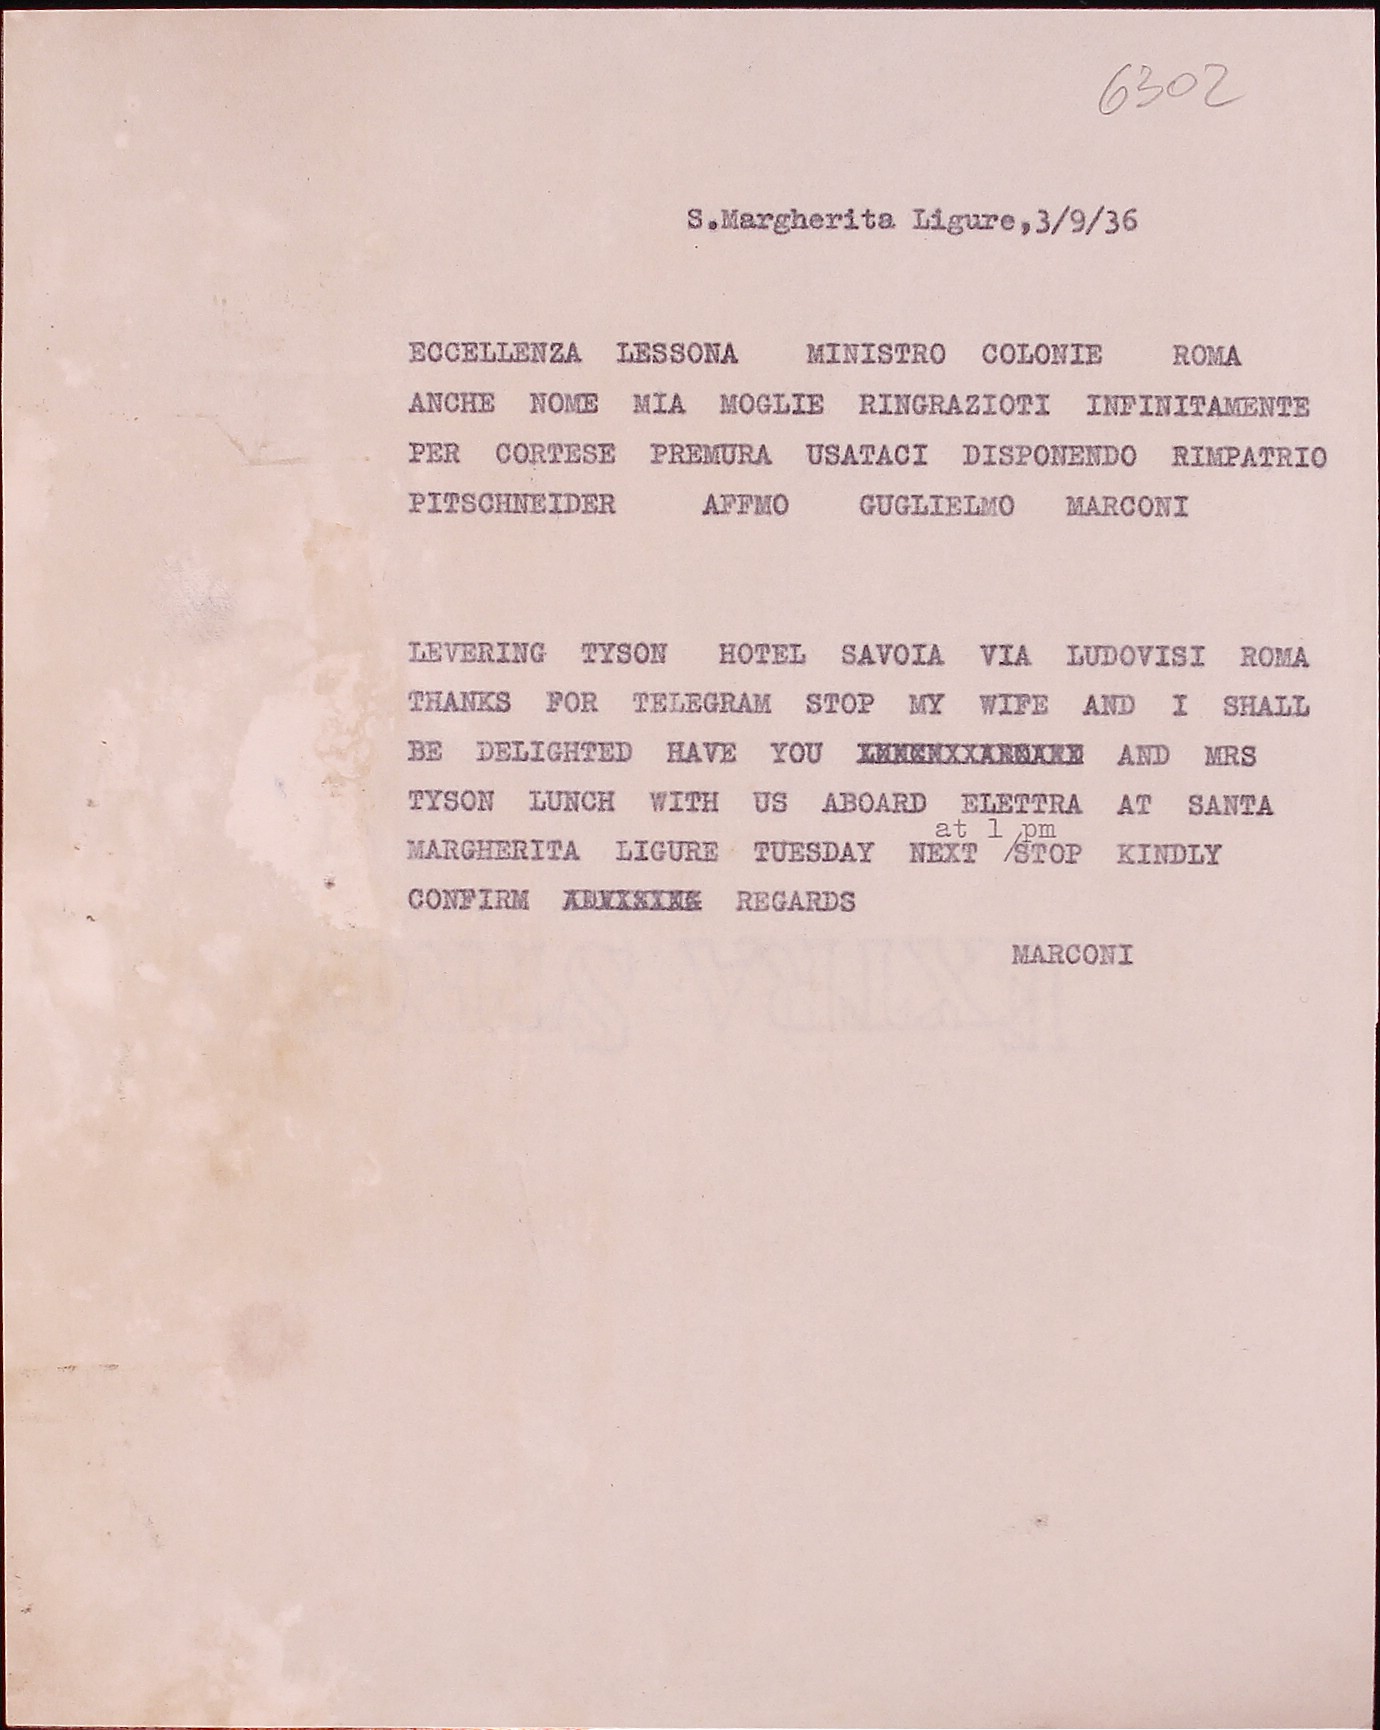 6302
S.Margherita Ligure,3/9/36
ECCELLENZA LESSONA MINISTRO COLONIE ROMA
ANCHE NOME MIA MOGLIE RINGRAZIOTI INFINITAMENTE
PER CORTESE PREMURA USATACI DISPONENDO RIMPATRIO
PITSCHNEIDER AFFMO GUGLIELMO MARCONI
LEVERING TYSON HOTEL SAVOIA VIA LUDOVISI ROMA
THANKS FOR TELEGRAM STOP MY WIFE AND I SHALL
BE DELIGHTED HAVE YOU AND MRS
TYSON LUNCH WITH US ABOARD ELETTRA AT SANTA
at 1 pm
MARGHERITA LIGURE TUESDAY NEXT /STOP KINDLY
CONFIRM REGARDS
MARCONI